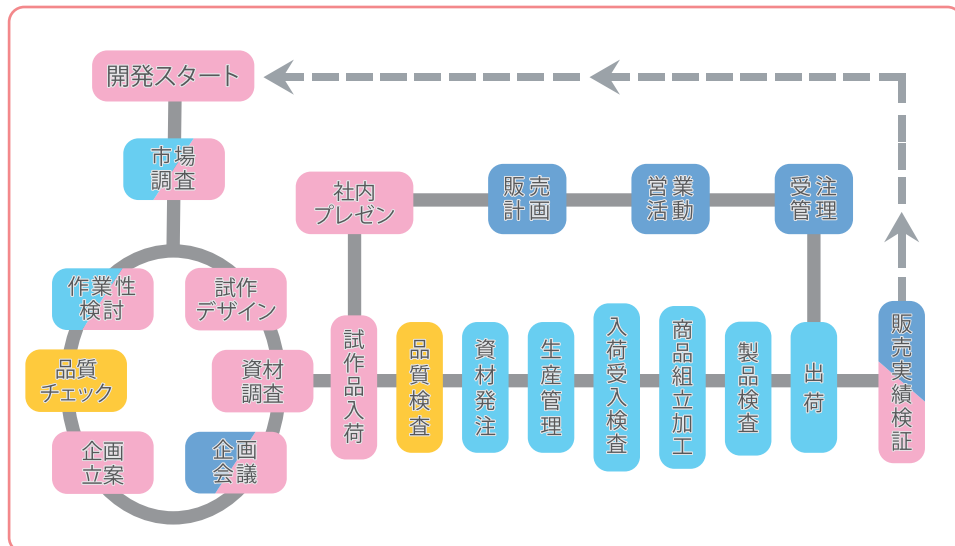 開発スタート
市場
調査
作業性
検討
試作
デザイン
品質
チェック
資材
調査
企画
立案
企画
会議
社内
プレゼン
販売
計画
営業
活動
受注
管理
試作品入荷
品質検査
資材発注
生産管理
入荷受入検査
商品組立加工
製品検査
出荷
販売実績検証